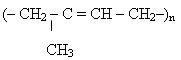 (– CH₂ – C = CH – CH₂–)ₙ
|
CH₃